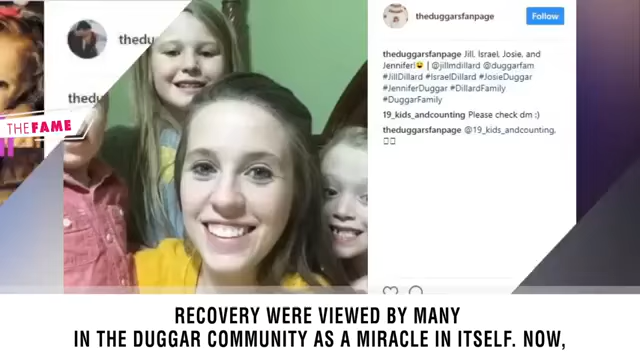 theduggarsfanpage
Follow
thedu
thedu
THE FAME
theduggarsfanpage Jill, Israel, Josie, and
Jennifer!😀 | @jillmdillard @duggarfam
#JillDillard #IsraelDillard #JosieDuggar
#JenniferDuggar #DillardFamily
#DuggarFamily
19_kids_andcounting Please check dm :)
theduggarsfanpage @19_kids_andcounting,
RECOVERY WERE VIEWED BY MANY
IN THE DUGGAR COMMUNITY AS A MIRACLE IN ITSELF. NOW,